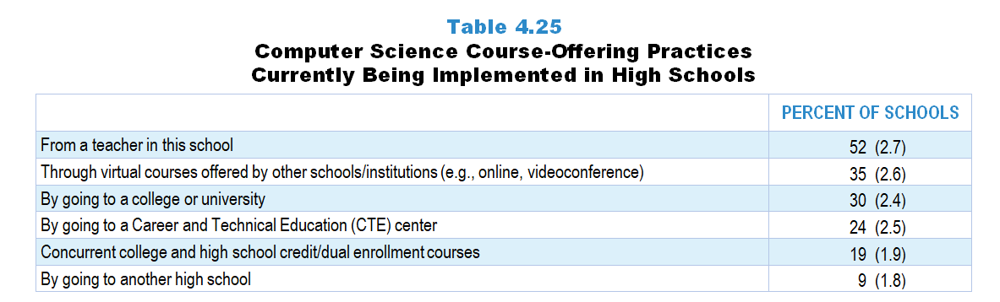 Table 4.25
Computer Science Course-Offering Practices
Currently Being Implemented in High Schools
PERCENT OF SCHOOLS
From a teacher in this school 52 (2.7)
Through virtual courses offered by other schools/institutions (e.g., online, videoconference) 35 (2.6)
By going to a college or university 30 (2.4)
By going to a Career and Technical Education (CTE) center 24 (2.5)
Concurrent college and high school credit/dual enrollment courses 19 (1.9)
By going to another high school 9 (1.8)